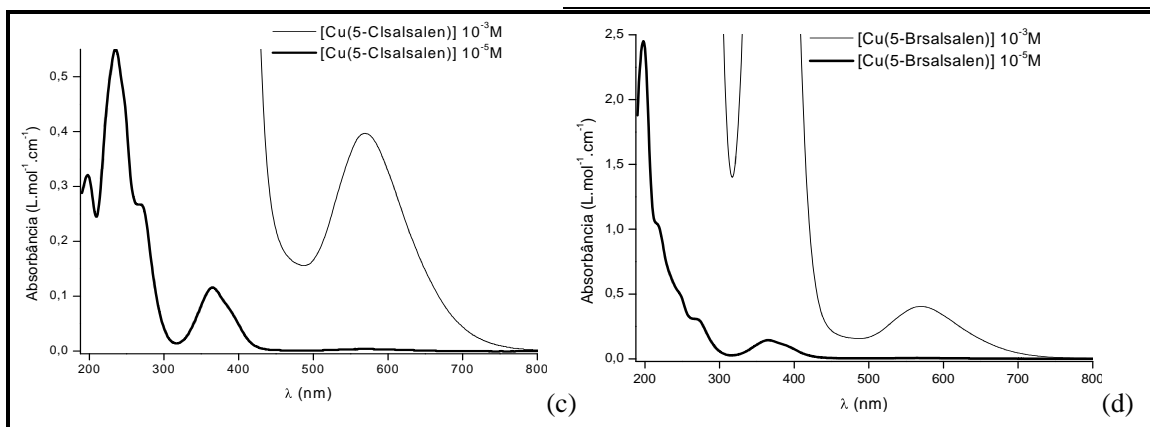 [Cu(5-Clsalsalen)] 10⁻³M
[Cu(5-Clsalsalen)] 10⁻⁵M
0,5
0,4
0,3
0,2
0,1
0,0
Absorbância (L.mol⁻¹.cm⁻¹)
200 300 400 500 600 700 800
λ (nm)
(c)
[Cu(5-Brsalsalen)] 10⁻³M
[Cu(5-Brsalsalen)] 10⁻⁵M
2,5
2,0
1,5
1,0
0,5
0,0
Absorbância (L.mol⁻¹.cm⁻¹)
200 300 400 500 600 700 800
λ (nm)
(d)